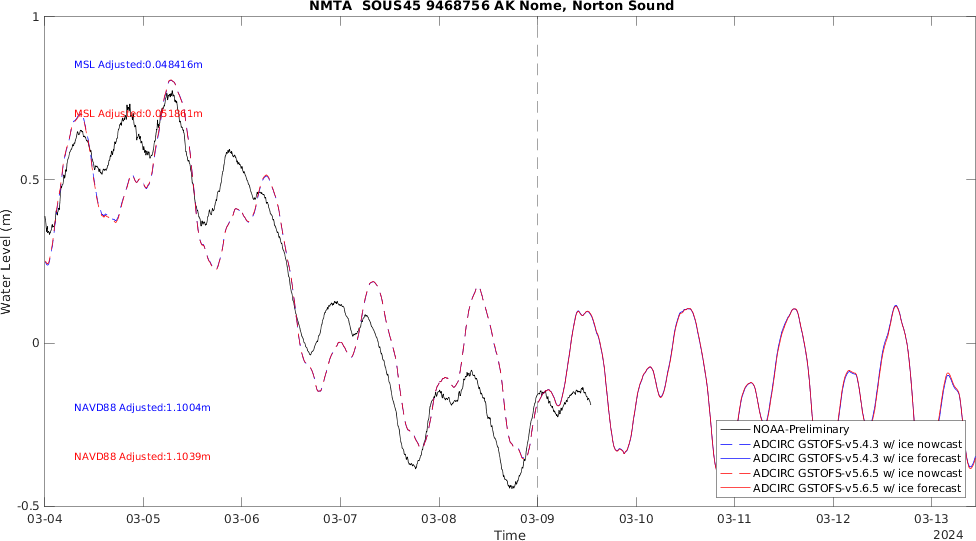 NMTA SOUS45 9468756 AK Nome, Norton Sound
1
MSL Adjusted:0.048416m
MSL Adjusted:0.051861m
0.5
Water Level (m)
0
NAVD88 Adjusted:1.1004m
NAVD88 Adjusted:1.1039m
-0.5
NOAA-Preliminary
ADCIRC GSTOFS-v5.4.3 w/ ice nowcast
ADCIRC GSTOFS-v5.4.3 w/ ice forecast
ADCIRC GSTOFS-v5.6.5 w/ ice nowcast
ADCIRC GSTOFS-v5.6.5 w/ ice forecast
03-04 03-05 03-06 03-07 03-08 03-09 03-10 03-11 03-12 03-13
Time
2024